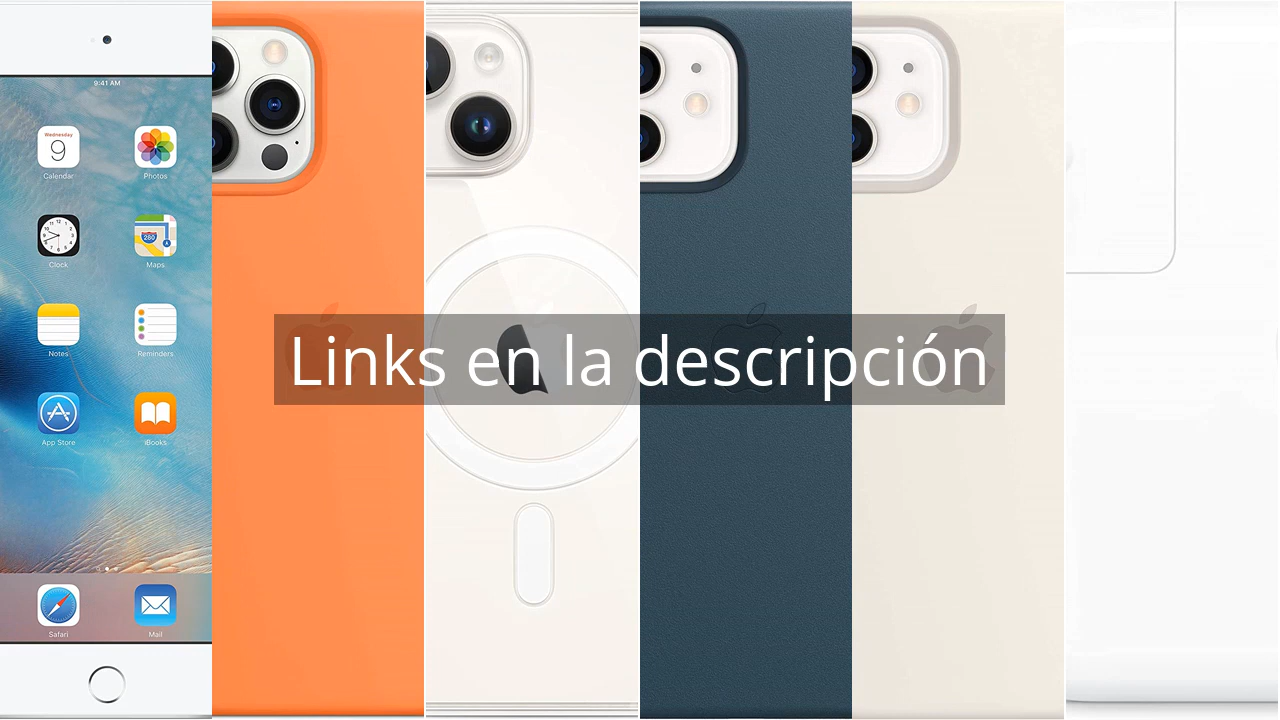 9:41 AM
Wednesday
9
Calendar
Photos
Clock
280
Maps
Notes
Reminders
App Store
iBooks
Safari
Mail
Links en la descripción